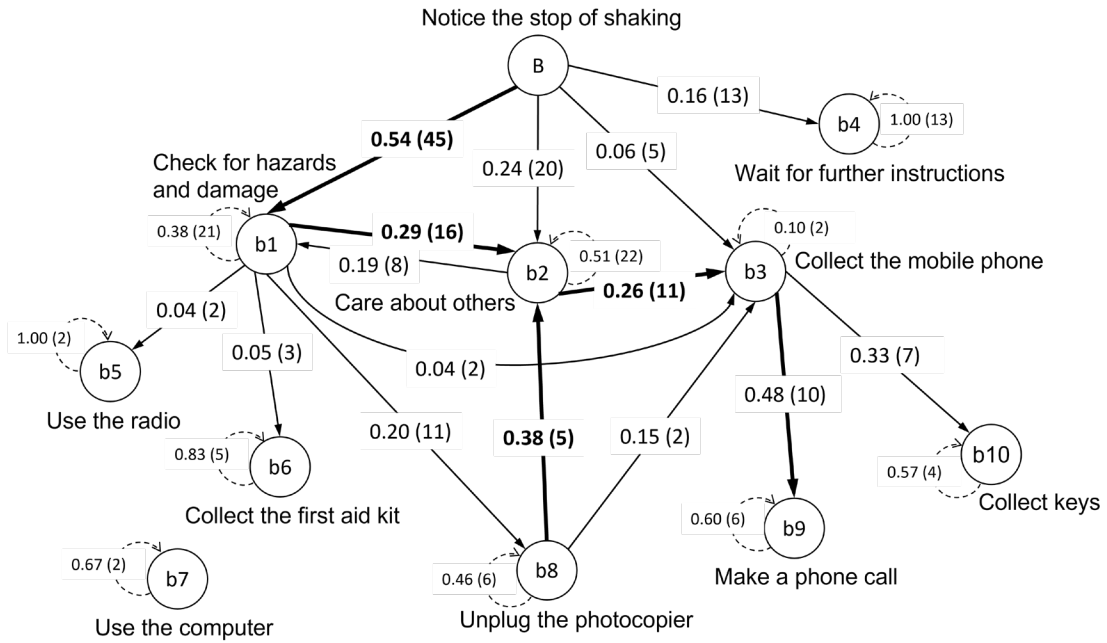 Notice the stop of shaking
B
0.16 (13)
b4
1.00 (13)
Wait for further instructions
0.54 (45)
0.24 (20)
0.06 (5)
Check for hazards
and damage
0.38 (21)
b1
0.29 (16)
0.19 (8)
b2
0.51 (22)
Care about others
0.26 (11)
b3
0.10 (2)
Collect the mobile phone
0.04 (2)
1.00 (2)
b5
Use the radio
0.05 (3)
0.04 (2)
0.33 (7)
0.48 (10)
0.20 (11)
0.38 (5)
0.15 (2)
0.83 (5)
b6
Collect the first aid kit
b10
0.57 (4)
Collect keys
0.60 (6)
b9
Make a phone call
0.67 (2)
b7
Use the computer
0.46 (6)
b8
Unplug the photocopier